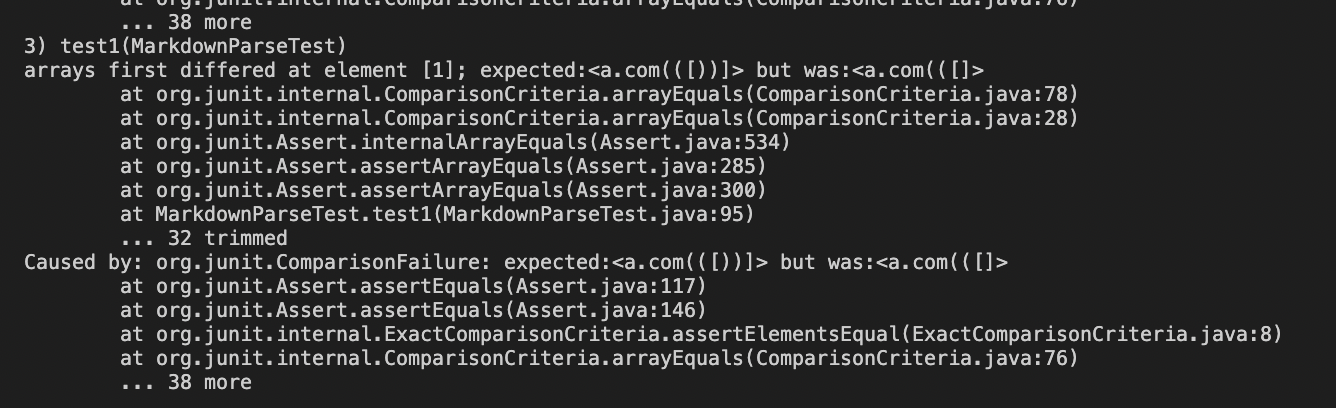 at org.junit.internal.ComparisonCriteria.arrayEquals(ComparisonCriteria.java:76)
... 38 more
3) test1(MarkdownParseTest)
arrays first differed at element [1]; expected:<a.com(([))]> but was:<a.com(([]>
at org.junit.internal.ComparisonCriteria.arrayEquals(ComparisonCriteria.java:78)
at org.junit.internal.ComparisonCriteria.arrayEquals(ComparisonCriteria.java:28)
at org.junit.Assert.internalArrayEquals(Assert.java:534)
at org.junit.Assert.assertArrayEquals(Assert.java:285)
at org.junit.Assert.assertArrayEquals(Assert.java:300)
at MarkdownParseTest.test1(MarkdownParseTest.java:95)
... 32 trimmed
Caused by: org.junit.ComparisonFailure: expected:<a.com(([))]> but was:<a.com(([]>
at org.junit.Assert.assertEquals(Assert.java:117)
at org.junit.Assert.assertEquals(Assert.java:146)
at org.junit.internal.ExactComparisonCriteria.assertElementsEqual(ExactComparisonCriteria.java:8)
at org.junit.internal.ComparisonCriteria.arrayEquals(ComparisonCriteria.java:76)
... 38 more